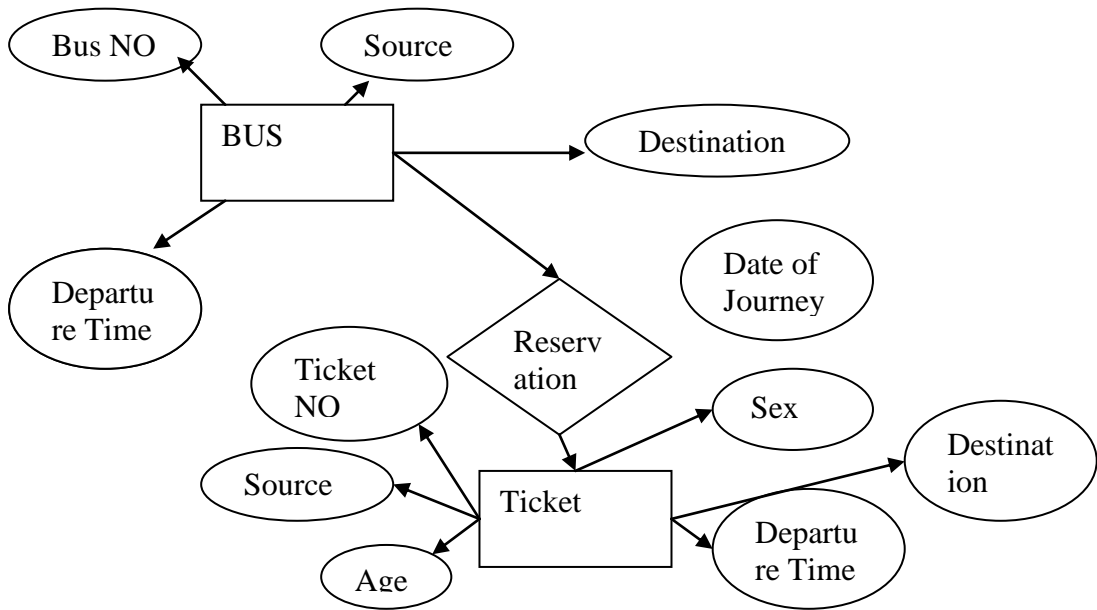 Bus NO
Source
BUS
Destination
Departu
re Time
Date of
Journey
Reserv
ation
Ticket
NO
Sex
Destinat
ion
Source
Ticket
Departu
re Time
Age